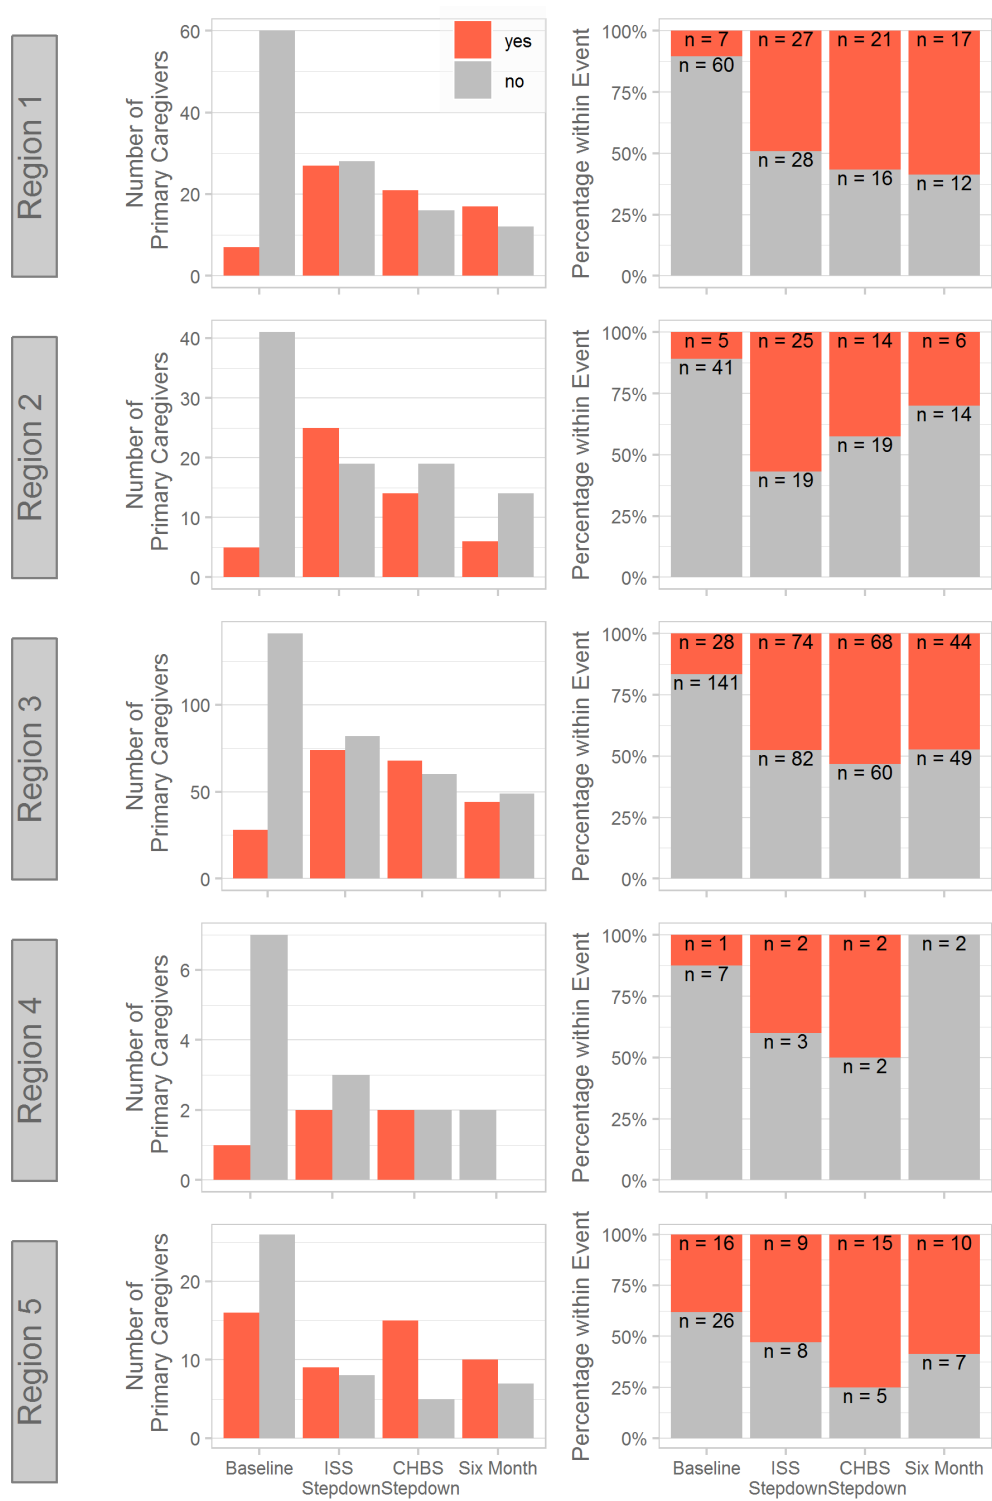 Region 1
Number of
Primary Caregivers
60
40
20
0
yes
no
Percentage within Event
100%
75%
50%
25%
0%
n = 7
n = 27
n = 21
n = 17
n = 60
n = 28
n = 16
n = 12
Region 2
Number of
Primary Caregivers
40
30
20
10
0
Percentage within Event
100%
75%
50%
25%
0%
n = 5
n = 25
n = 14
n = 6
n = 41
n = 19
n = 19
n = 14
Region 3
Number of
Primary Caregivers
100
50
0
Percentage within Event
100%
75%
50%
25%
0%
n = 28
n = 74
n = 68
n = 44
n = 141
n = 82
n = 60
n = 49
Region 4
Number of
Primary Caregivers
6
4
2
0
Percentage within Event
100%
75%
50%
25%
0%
n = 1
n = 2
n = 2
n = 2
n = 7
n = 3
n = 2
Region 5
Number of
Primary Caregivers
20
10
0
Baseline
ISS
Stepdown
CHBS
Stepdown
Six Month
Percentage within Event
100%
75%
50%
25%
0%
n = 16
n = 9
n = 15
n = 10
n = 26
n = 8
n = 5
n = 7
Baseline
ISS
Stepdown
CHBS
Stepdown
Six Month